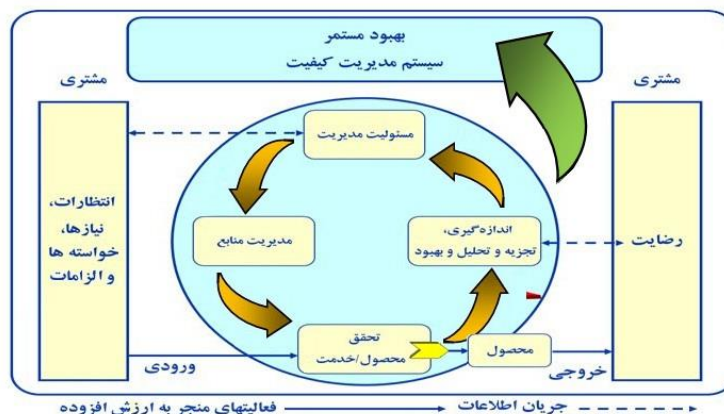 بهبود مستمر
سیستم مدیریت کیفیت
مشتری
مشتری
مسئولیت مدیریت
انتظارات،
نیازها،
خواسته ها
و الزامات
مدیریت منابع
اندازه‌گیری،
تجزیه و تحلیل و بهبود
رضایت
تحقق
محصول/خدمت
محصول
ورودی
خروجی
جریان اطلاعات
فعالیتهای منجر به ارزش افزوده